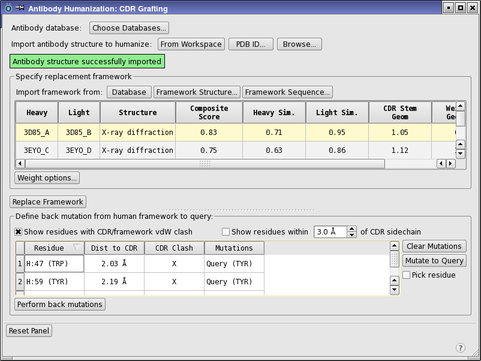 Antibody Humanization: CDR Grafting
Antibody database: Choose Databases...
Import antibody structure to humanize: From Workspace PDB ID... Browse...
Antibody structure successfully imported
Specify replacement framework
Import framework from: Database Framework Structure... Framework Sequence...
Heavy Light Structure Composite Score Heavy Sim. Light Sim. CDR Stem Geom
3D85_A 3D85_B X-ray diffraction 0.83 0.71 0.95 1.05
3EYO_C 3EYO_D X-ray diffraction 0.75 0.63 0.86 1.12
Weight options...
Replace Framework
Define back mutation from human framework to query:
Show residues with CDR/framework vdW clash Show residues within 3.0 Å of CDR sidechain
Residue Dist to CDR CDR Clash Mutations Clear Mutations
1 H:47 (TRP) 2.03 Å X Query (TYR) Mutate to Query
2 H:59 (TYR) 2.19 Å X Query (TYR) Pick residue
Perform back mutations
Reset Panel
?